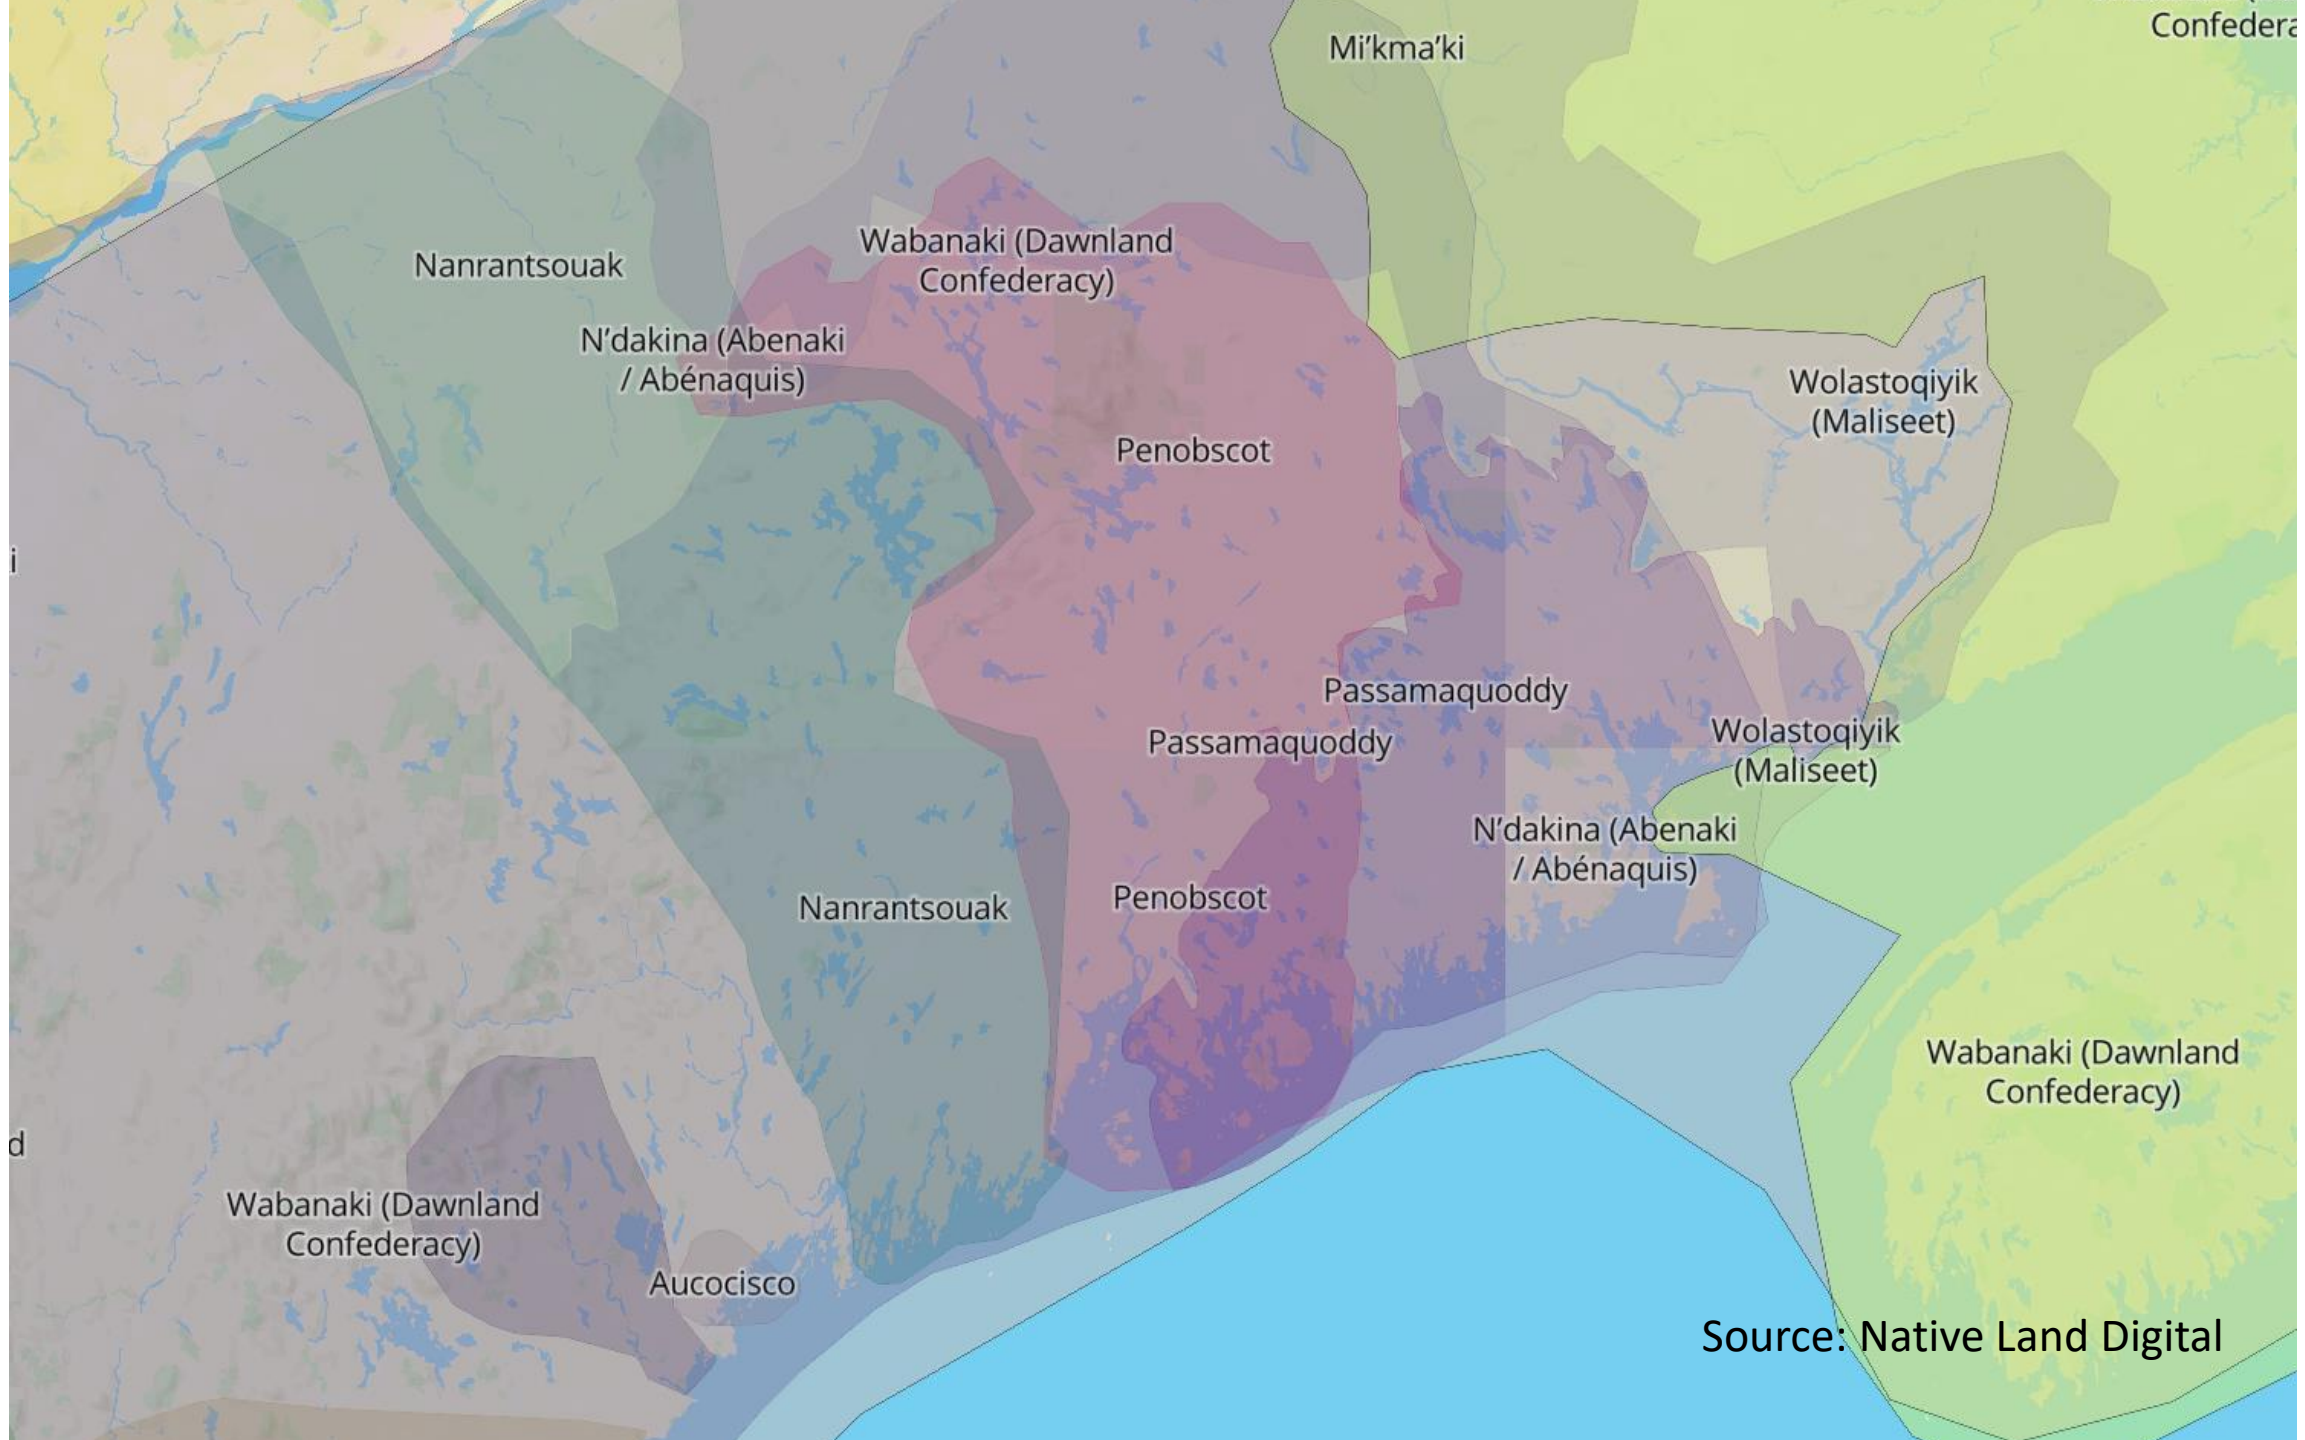 Confedera
Mi'kma'ki
Wabanaki (Dawnland
Confederacy)
Nanrantsouak
N'dakina (Abenaki
/ Abénaquis)
Wolastoqiyik
(Maliseet)
Penobscot
i
Passamaquoddy
Passamaquoddy
Wolastoqiyik
(Maliseet)
N'dakina (Abenaki
/ Abénaquis)
Penobscot
Nanrantsouak
Wabanaki (Dawnland
Confederacy)
d
Wabanaki (Dawnland
Confederacy)
Aucocisco
Source: Native Land Digital